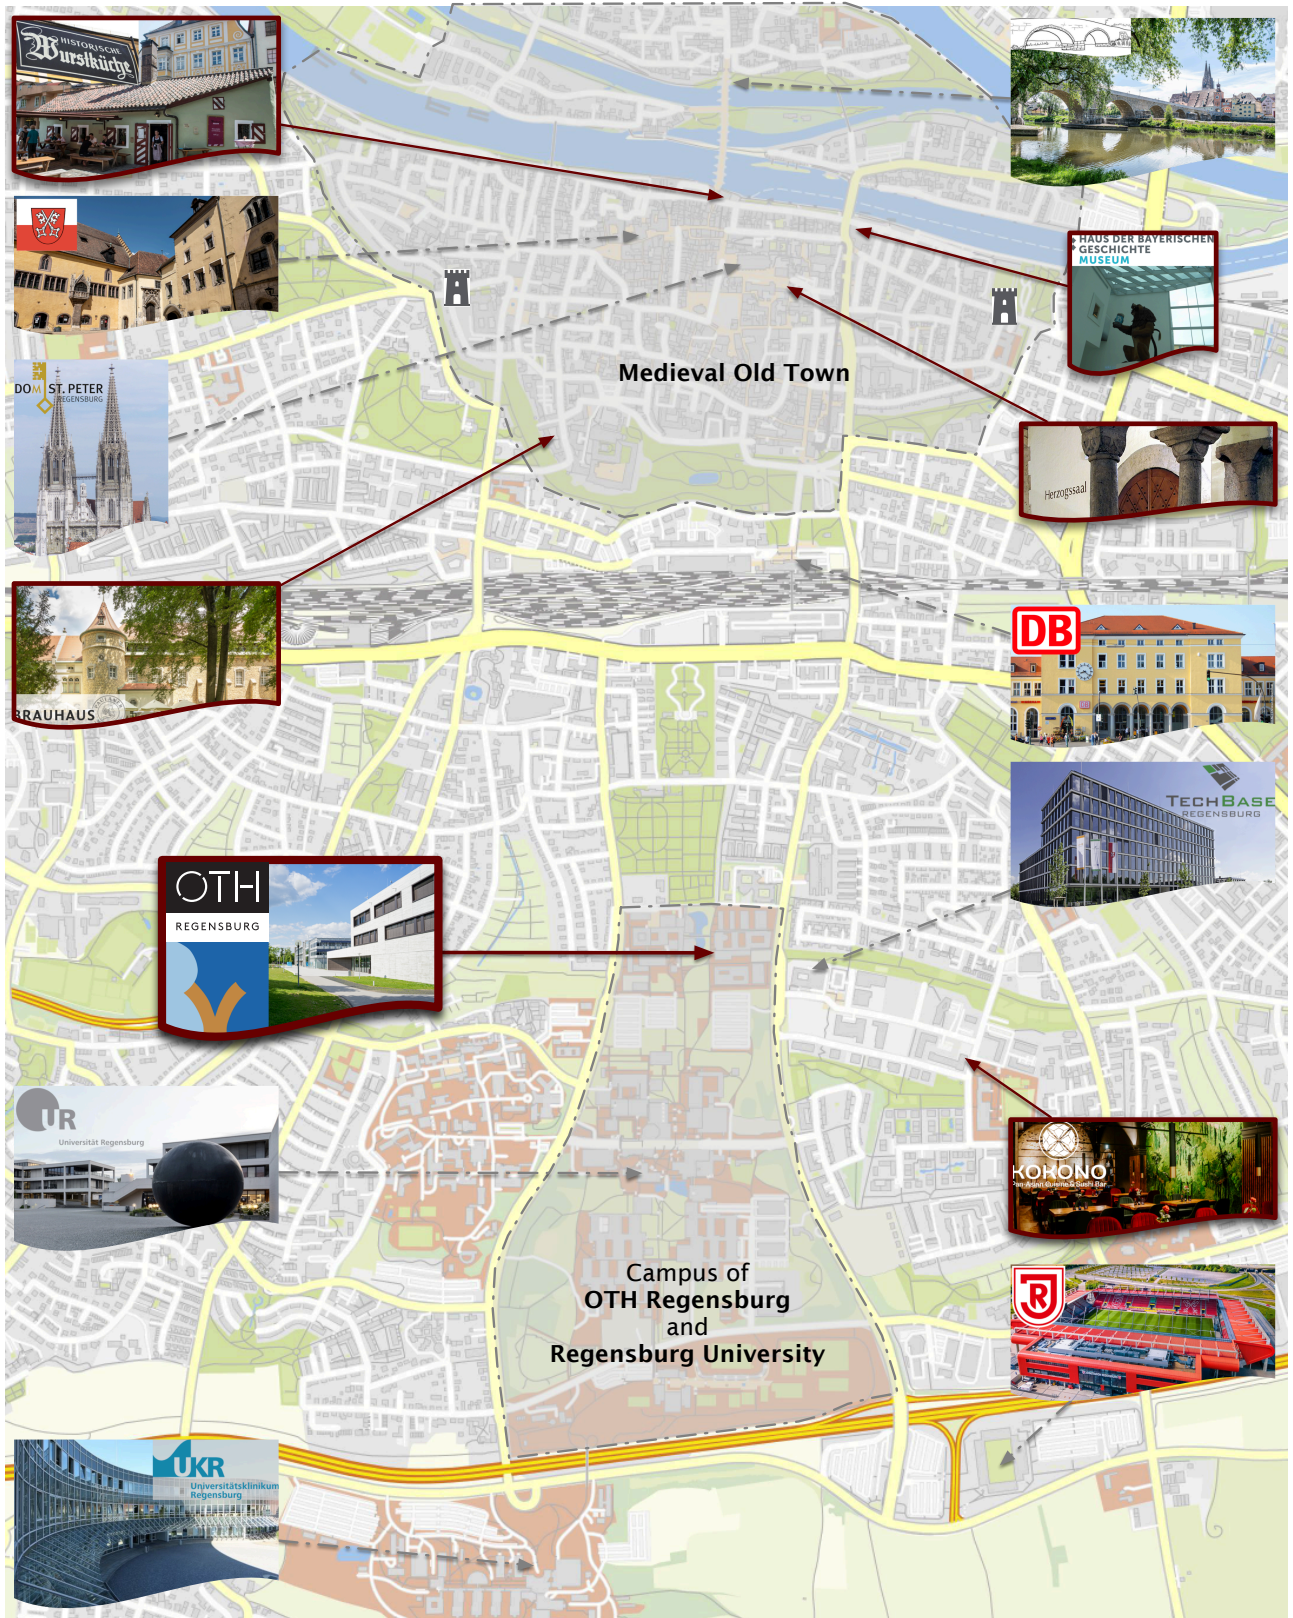 HISTORISCHE
Wurstküche
HAUS DER BAYERISCHEN
GESCHICHTE
MUSEUM
Medieval Old Town
DOM ST. PETER
REGENSBURG
Herzogssaal
DB
BRAUHAUS
TECHBASE
REGENSBURG
OTH
REGENSBURG
UR
Universität Regensburg
KOKONO
Pan-Asian Cuisine & Sushi Bar
Campus of
OTH Regensburg
and
Regensburg University
UKR
Universitätsklinikum
Regensburg